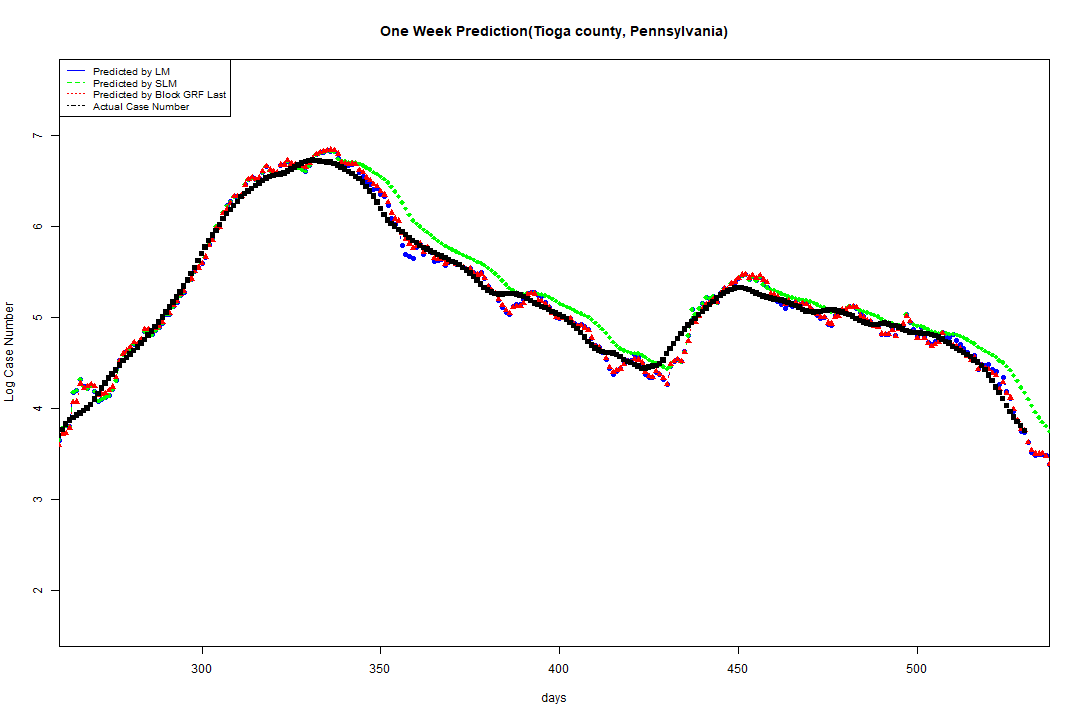 One Week Prediction(Tioga county, Pennsylvania)
Predicted by LM
Predicted by SLM
Predicted by Block GRF Last
Actual Case Number
7
6
5
4
3
2
Log Case Number
300 350 400 450 500
days